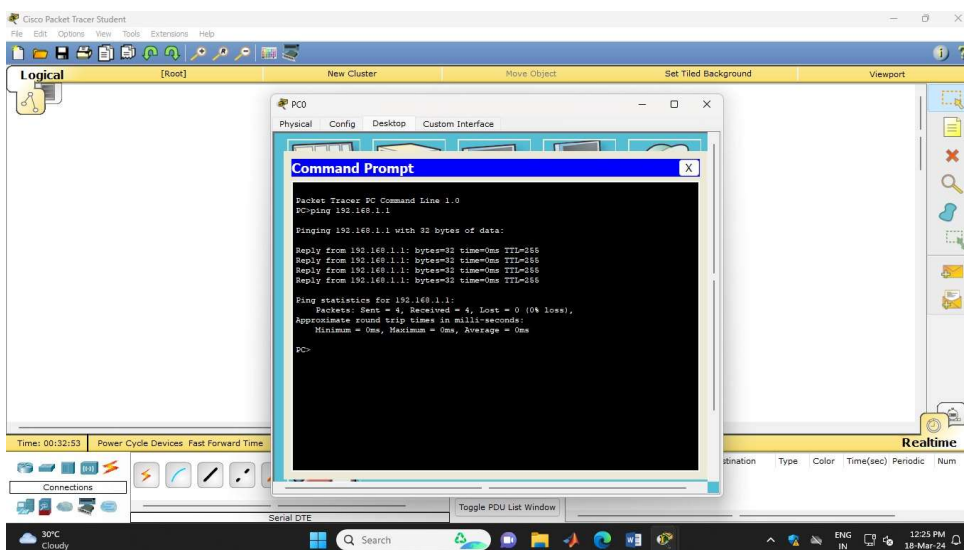 Cisco Packet Tracer Student
File Edit Options View Tools Extensions Help
Logical [Root] New Cluster Move Object Set Tiled Background Viewport
PC0
Physical Config Desktop Custom Interface
Command Prompt X
Packet Tracer PC Command Line 1.0
PC>ping 192.168.1.1
Pinging 192.168.1.1 with 32 bytes of data:
Reply from 192.168.1.1: bytes=32 time=0ms TTL=255
Reply from 192.168.1.1: bytes=32 time=0ms TTL=255
Reply from 192.168.1.1: bytes=32 time=0ms TTL=255
Reply from 192.168.1.1: bytes=32 time=0ms TTL=255
Ping statistics for 192.168.1.1:
Packets: Sent = 4, Received = 4, Lost = 0 (0% loss),
Approximate round trip times in milli-seconds:
Minimum = 0ms, Maximum = 0ms, Average = 0ms
PC>
Time: 00:32:53 Power Cycle Devices Fast Forward Time Realtime
Type Color Time(sec) Periodic Num
Connections
Toggle PDU List Window
Serial DTE
30°C
Cloudy
Search
ENG
IN
12:25 PM
18-Mar-24